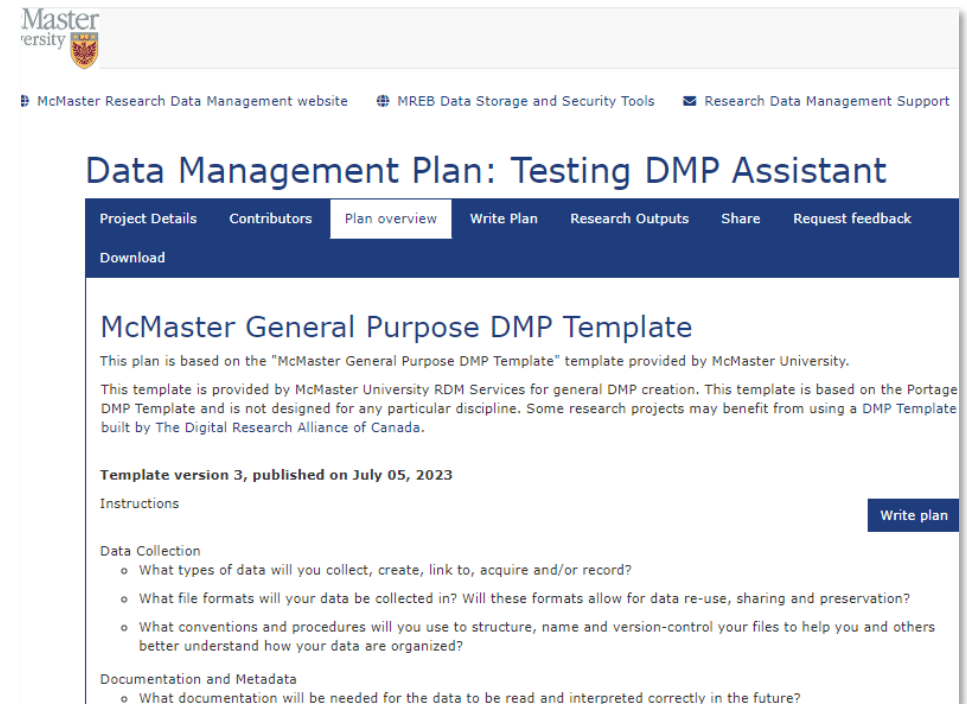 Master
ersity
McMaster Research Data Management website MREB Data Storage and Security Tools Research Data Management Support
Data Management Plan: Testing DMP Assistant
Project Details Contributors Plan overview Write Plan Research Outputs Share Request feedback
Download
McMaster General Purpose DMP Template
This plan is based on the "McMaster General Purpose DMP Template" template provided by McMaster University.
This template is provided by McMaster University RDM Services for general DMP creation. This template is based on the Portage
DMP Template and is not designed for any particular discipline. Some research projects may benefit from using a DMP Template
built by The Digital Research Alliance of Canada.
Template version 3, published on July 05, 2023
Instructions
Write plan
Data Collection
What types of data will you collect, create, link to, acquire and/or record?
What file formats will your data be collected in? Will these formats allow for data re-use, sharing and preservation?
What conventions and procedures will you use to structure, name and version-control your files to help you and others
better understand how your data are organized?
Documentation and Metadata
What documentation will be needed for the data to be read and interpreted correctly in the future?